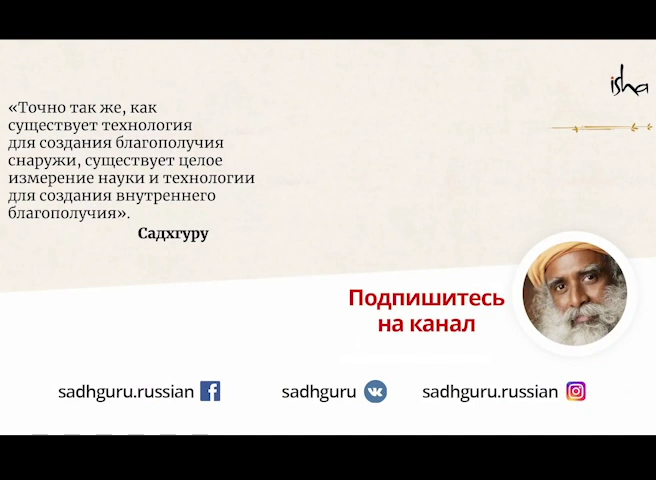 isha
«Точно так же, как
существует технология
для создания благополучия
снаружи, существует целое
измерение науки и технологии
для создания внутреннего
благополучия».
Садхгуру
Подпишитесь
на канал
sadhguru.russian
sadhguru
sadhguru.russian